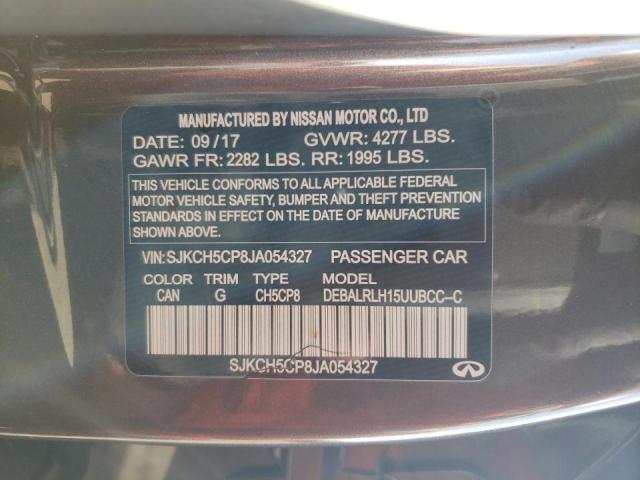 MANUFACTURED BY NISSAN MOTOR CO., LTD
DATE: 09/17 GVWR: 4277 LBS.
GAWR FR: 2282 LBS. RR: 1995 LBS.
THIS VEHICLE CONFORMS TO ALL APPLICABLE FEDERAL
MOTOR VEHICLE SAFETY, BUMPER AND THEFT PREVENTION
STANDARDS IN EFFECT ON THE DATE OF MANUFACTURE
SHOWN ABOVE.
VIN:SJKCH5CP8JA054327 PASSENGER CAR
COLOR TRIM TYPE MODEL
CAN G CH5CP8 DEBALRLH15UUBCC-C
SJKCH5CP8JA054327